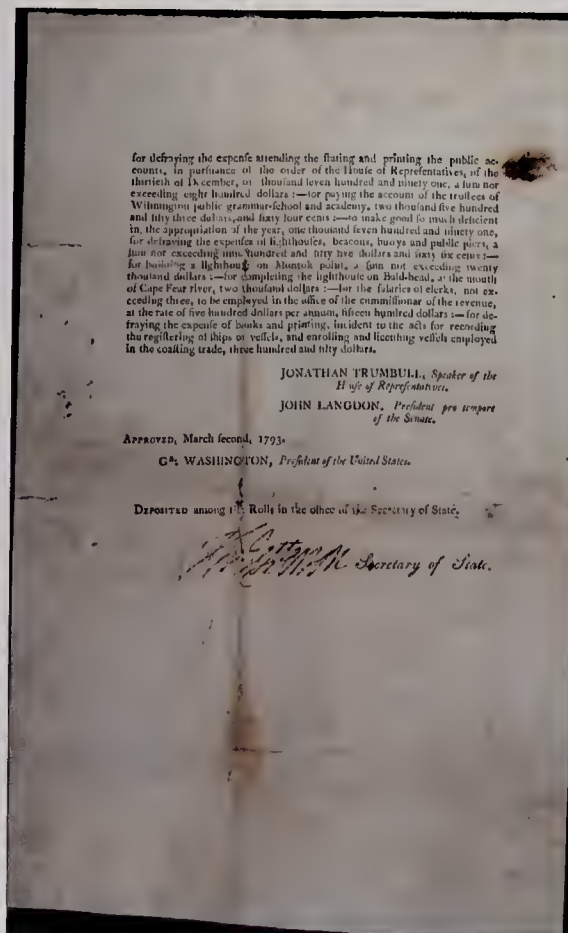 for defraying the expenſe attending the ſtating and printing the public ac-
counts, in purſuance of the order of the Houſe of Repreſentatives, of the
thirtieth of December, of thouſand ſeven hundred and ninety one, a ſum not
exceeding eight hundred dollars :—for paying the account of the truſtees of
Wilmington public grammar-ſchool and academy, two thouſand five hundred
and fifty three dollars, and ſixty four cents :—to make good ſo much deficient
in, the appropriation of the year, one thouſand ſeven hundred and ninety one,
for defraying the expenſes of lighthouſes, beacons, buoys and public piers, a
ſum not exceeding nine hundred and fifty five dollars and ſixty ſix cents :—
for building a lighthouſe on Montok point, a ſum not exceeding twenty
thouſand dollars :—for completing the lighthouſe on Bald-head, at the mouth
of Cape Fear river, two thouſand dollars :—for the ſalaries of clerks, not ex-
ceeding three, to be employed in the office of the commiſſioner of the revenue,
at the rate of five hundred dollars per annum, fifteen hundred dollars :—for de-
fraying the expenſe of books and printing, incident to the acts for recording
the regiſtering of ſhips or veſſels, and enrolling and licenſing veſſels employed
in the coaſting trade, three hundred and fifty dollars.
JONATHAN TRUMBULL, Speaker of the
Houſe of Repreſentatives.
JOHN LANGDON, Preſident pro tempore
of the Senate.
APPROVED, March ſecond, 1793.
Go: WASHINGTON, Preſident of the United States.
DEPOSITED among the Rolls in the office of the Secretary of State.
Secretary of State.